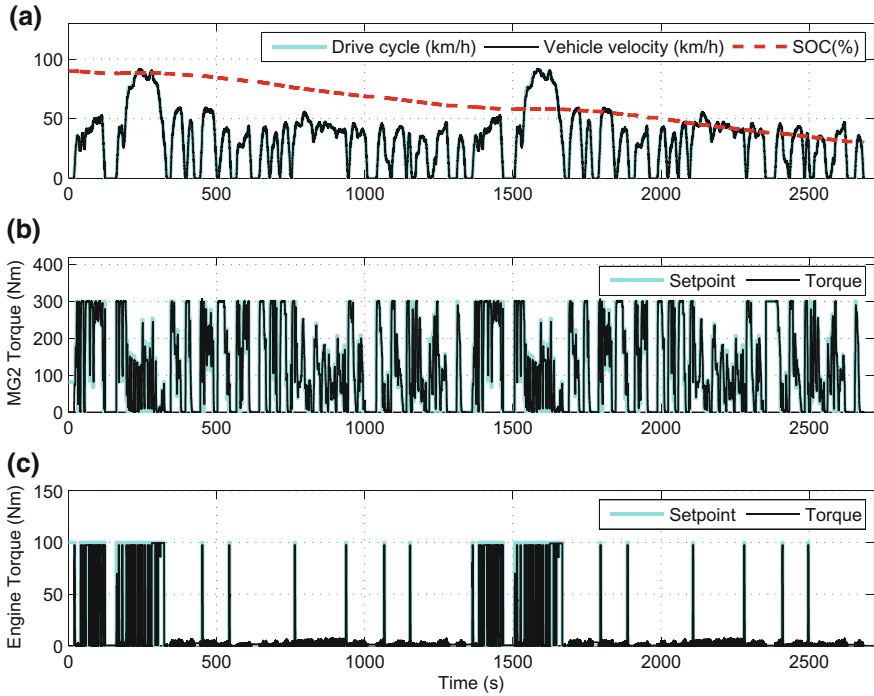 (a)
Drive cycle (km/h) Vehicle velocity (km/h) SOC(%)
100
50
0
0 500 1000 1500 2000 2500
(b)
MG2 Torque (Nm)
Setpoint Torque
400
300
200
100
0
0 500 1000 1500 2000 2500
(c)
Engine Torque (Nm)
Setpoint Torque
150
100
50
0
0 500 1000 1500 2000 2500
Time (s)